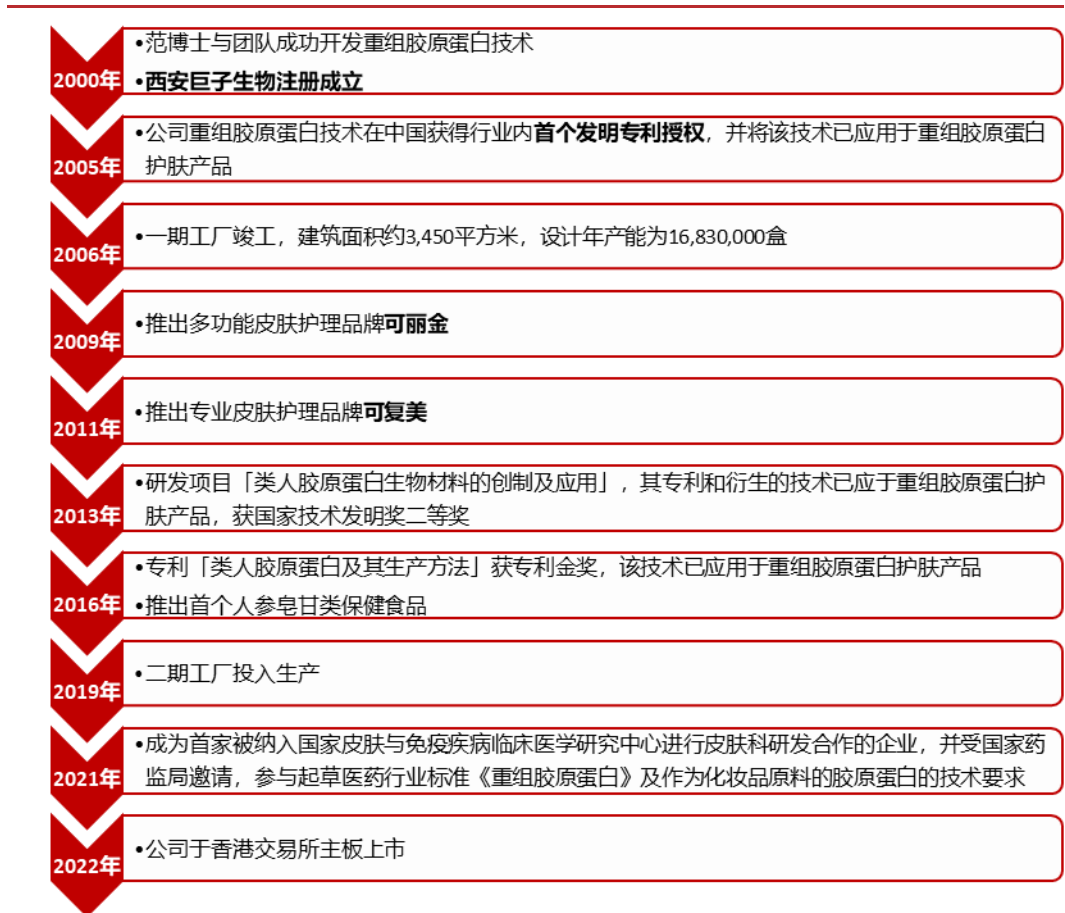 2000年
•范博士与团队成功开发重组胶原蛋白技术
•西安巨子生物注册成立
2005年
•公司重组胶原蛋白技术在中国获得行业内首个发明专利授权，并将该技术已应用于重组胶原蛋白
护肤产品
2006年
•一期工厂竣工，建筑面积约3,450平方米，设计年产能为16,830,000盒
2009年
•推出多功能皮肤护理品牌可丽金
2011年
•推出专业皮肤护理品牌可复美
2013年
•研发项目「类人胶原蛋白生物材料的创制及应用」，其专利和衍生的技术已应于重组胶原蛋白护
肤产品，获国家技术发明奖二等奖
2016年
•专利「类人胶原蛋白及其生产方法」获专利金奖，该技术已应用于重组胶原蛋白护肤产品
•推出首个人参皂甘类保健食品
2019年
•二期工厂投入生产
2021年
•成为首家被纳入国家皮肤与免疫疾病临床医学研究中心进行皮肤科研发合作的企业，并受国家药
监局邀请，参与起草医药行业标准《重组胶原蛋白》及作为化妆品原料的胶原蛋白的技术要求
2022年
•公司于香港交易所主板上市